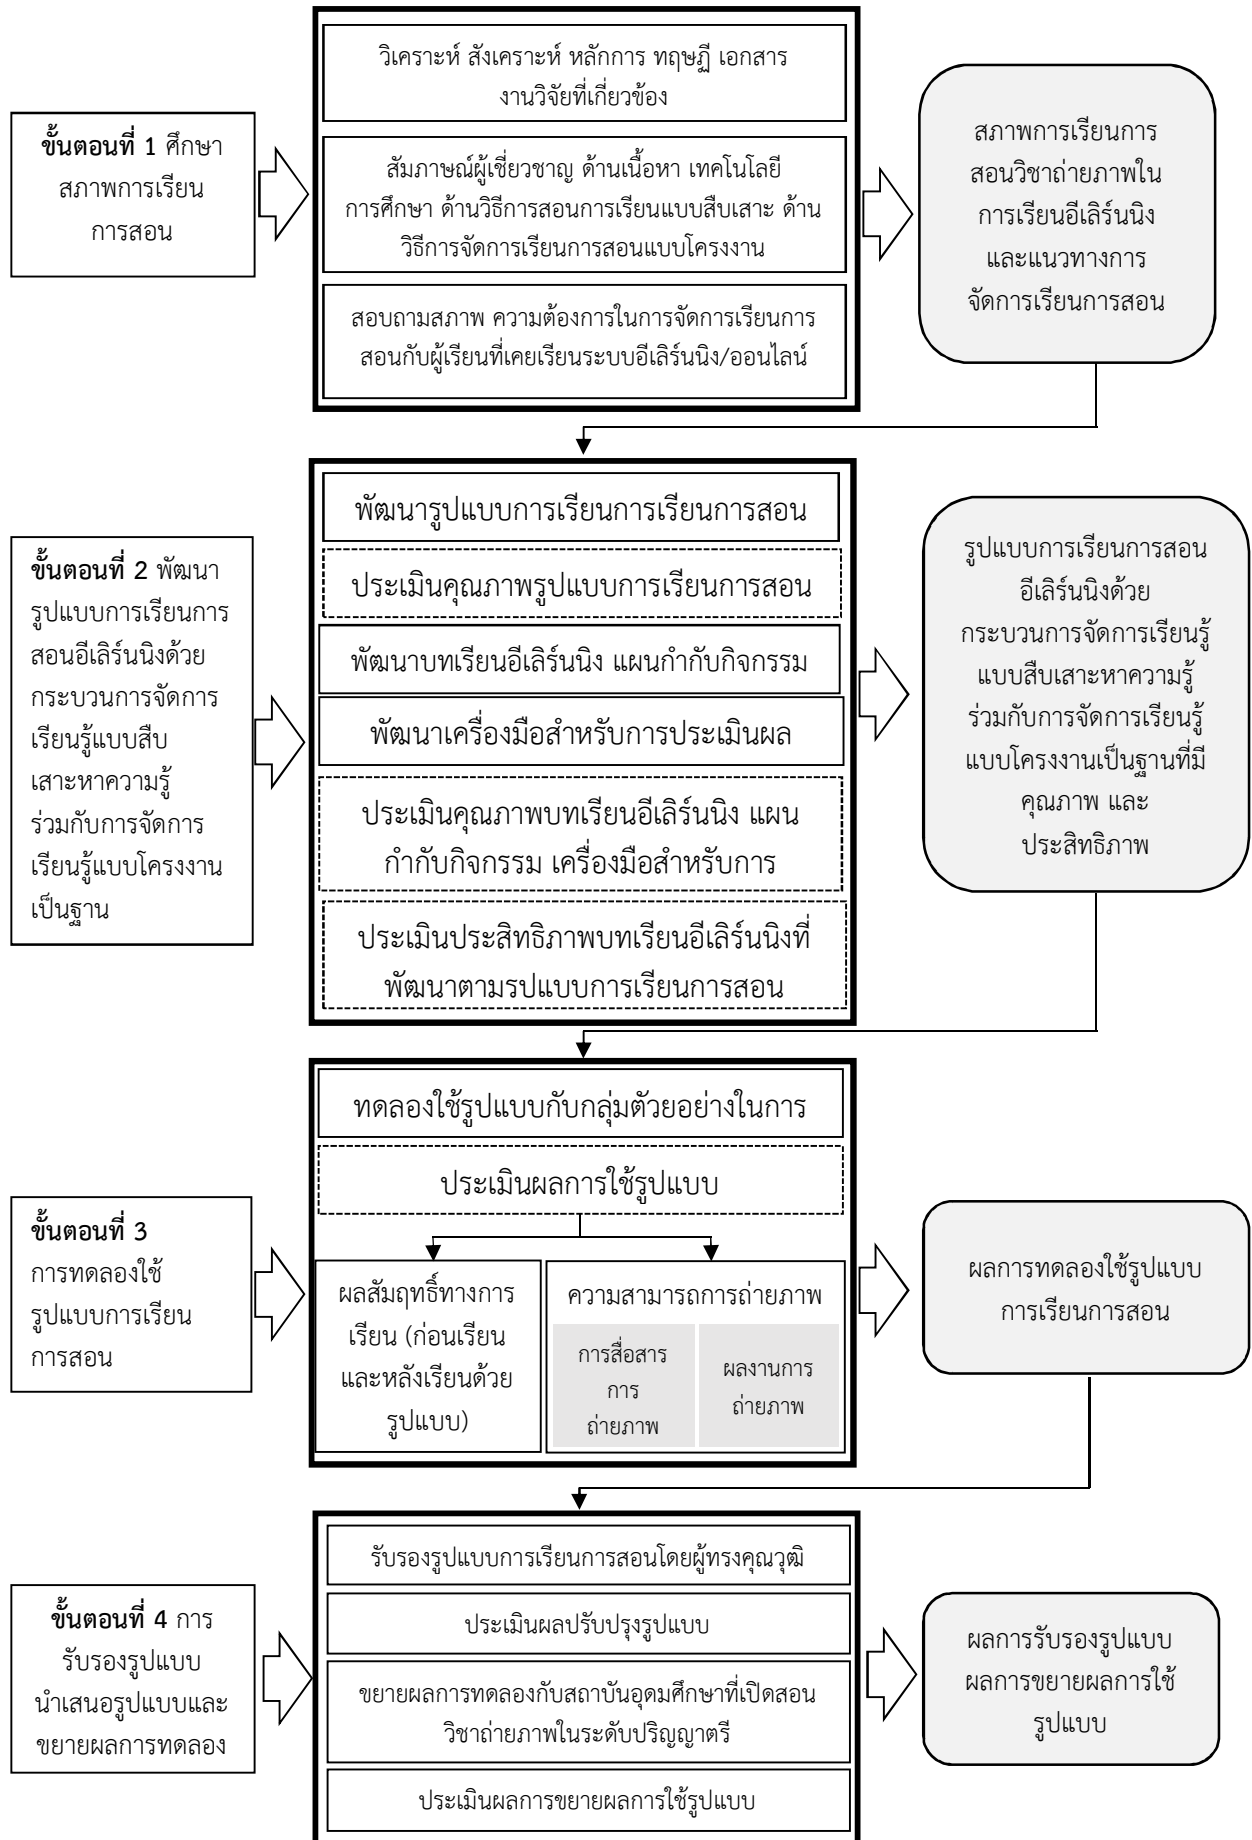 วิเคราะห์ สังเคราะห์ หลักการ ทฤษฏี เอกสาร
งานวิจัยที่เกี่ยวข้อง
ขั้นตอนที่ 1 ศึกษา
สภาพการเรียน
การสอน
สัมภาษณ์ผู้เชี่ยวชาญ ด้านเนื้อหา เทคโนโลยี
การศึกษา ด้านวิธีการสอนการเรียนแบบสืบเสาะ ด้าน
วิธีการจัดการเรียนการสอนแบบโครงงาน
สอบถามสภาพ ความต้องการในการจัดการเรียนการ
สอนกับผู้เรียนที่เคยเรียนระบบอีเลิร์นนิง/ออนไลน์
สภาพการเรียนการ
สอนวิชาถ่ายภาพใน
การเรียนอีเลิร์นนิง
และแนวทางการ
จัดการเรียนการสอน
ขั้นตอนที่ 2 พัฒนา
รูปแบบการเรียนการ
สอนอีเลิร์นนิงด้วย
กระบวนการจัดการ
เรียนรู้แบบสืบ
เสาะหาความรู้
ร่วมกับการจัดการ
เรียนรู้แบบโครงงาน
เป็นฐาน
พัฒนารูปแบบการเรียนการเรียนการสอน
ประเมินคุณภาพรูปแบบการเรียนการสอน
พัฒนาบทเรียนอีเลิร์นนิง แผนกำกับกิจกรรม
พัฒนาเครื่องมือสำหรับการประเมินผล
ประเมินคุณภาพบทเรียนอีเลิร์นนิง แผน
กำกับกิจกรรม เครื่องมือสำหรับการ
ประเมินประสิทธิภาพบทเรียนอีเลิร์นนิงที่
พัฒนาตามรปแบบการเรียนการสอน
รูปแบบการเรียนการสอน
อีเลิร์นนิงด้วย
กระบวนการจัดการเรียนรู้
แบบสืบเสาะหาความรู้
ร่วมกับการจัดการเรียนรู้
แบบโครงงานเป็นฐานที่มี
คุณภาพ และ
ประสิทธิภาพ
ขั้นตอนที่ 3
การทดลองใช้
รูปแบบการเรียน
การสอน
ทดลองใช้รูปแบบกับกลุ่มตัวอย่างในการ
ประเมินผลการใช้รูปแบบ
ผลสัมฤทธิ์ทางการ
เรียน (ก่อนเรียน
และหลังเรียนด้วย
รูปแบบ)
ความสามารถการถ่ายภาพ
การสื่อสาร
การ
ถ่ายภาพ
ผลงานการ
ถ่ายภาพ
ผลการทดลองใช้รูปแบบ
การเรียนการสอน
ขั้นตอนที่ 4 การ
รับรองรูปแบบ
นำเสนอรูปแบบและ
ขยายผลการทดลอง
รับรองรูปแบบการเรียนการสอนโดยผู้ทรงคุณวุฒิ
ประเมินผลปรับปรุงรูปแบบ
ขยายผลการทดลองกับสถาบันอุดมศึกษาที่เปิดสอน
วิชาถ่ายภาพในระดับปริญญาตรี
ประเมินผลการขยายผลการใช้รูปแบบ
ผลการรับรองรูปแบบ
ผลการขยายผลการใช้
รูปแบบ